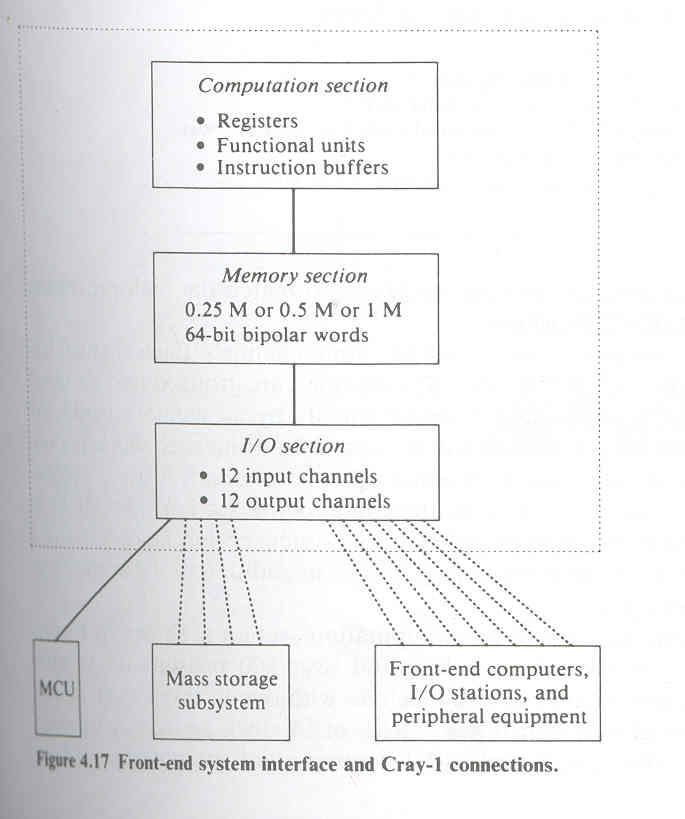 Computation section
• Registers
• Functional units
• Instruction buffers
Memory section
0.25 M or 0.5 M or 1 M
64-bit bipolar words
I/O section
• 12 input channels
• 12 output channels
MCU
Mass storage
subsystem
Front-end computers,
I/O stations, and
peripheral equipment
Figure 4.17 Front-end system interface and Cray-1 connections.